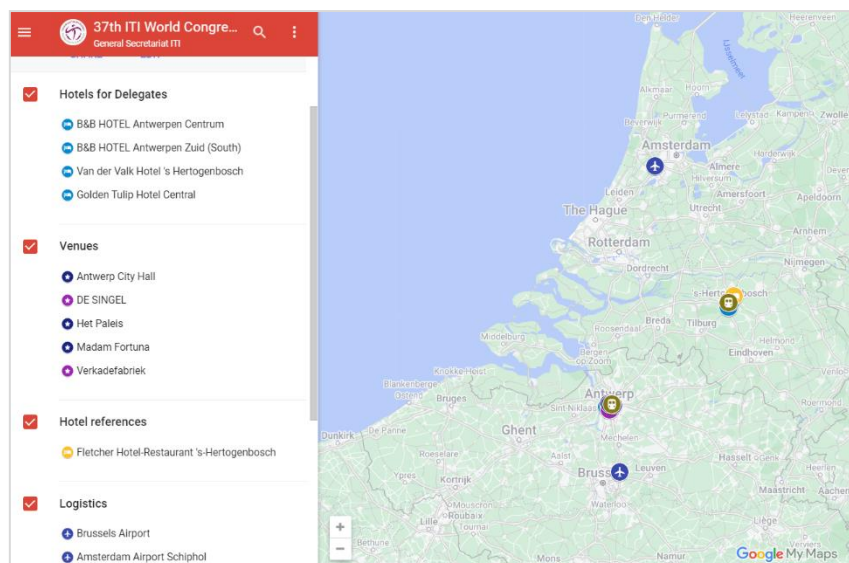 37th ITI World Congre...
General Secretariat ITI
Hotels for Delegates
B&B HOTEL Antwerpen Centrum
B&B HOTEL Antwerpen Zuid (South)
Van der Valk Hotel 's Hertogenbosch
Golden Tulip Hotel Central
Venues
Antwerp City Hall
DE SINGEL
Het Paleis
Madam Fortuna
Verkadefabriek
Hotel references
Fletcher Hotel-Restaurant 's-Hertogenbosch
Logistics
Brussels Airport
Amsterdam Airport Schiphol
Den Helder
Heerenveen
IJsselmeer
Alkmaar
Hoorn
Beverwijk
Purmerend
Lelystad
Kampen
Zwolle
Amsterdam
Almere
Harderwijk
Hilversum
Leiden
Amersfoort
Apeldoorn
The Hague
Utrecht
Rotterdam
Arnhem
Dordrecht
Nijmegen
Breda
Tilburg
Roosendaal
Helmond
Eindhoven
Middelburg
Bergen
op Zoom
Knokke-Heist
Blankenberge
Ostend
Bruges
Antwerp
Sint-Niklaas
Roermond
Dunkirk
De Panne
Ghent
Mechelen
Roeselare
Aalst
Hasselt
Genk
Heerlen
Ypres
Kortrijk
Leuven
Maastricht
Aachen
Mouscron
Roubaix
Waterloo
Lille
Tournai
Liège
Verviers
Bethune
Mons
Namur
+
−
Google My Maps